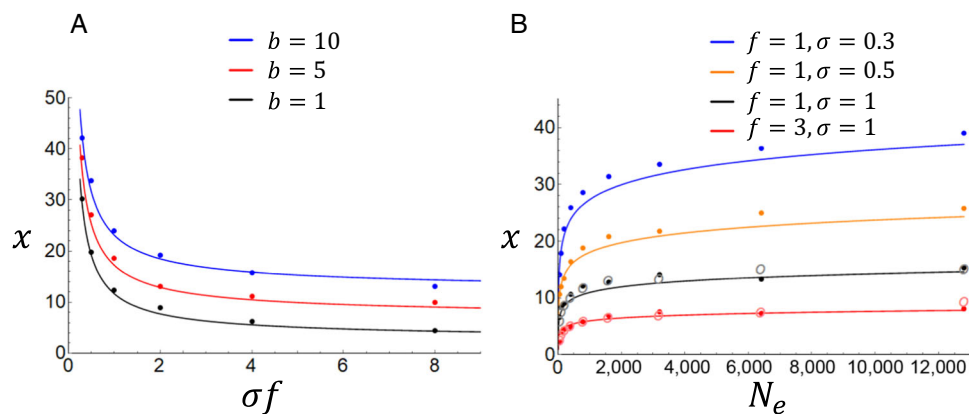 A
b = 10
b = 5
b = 1
50
40
30
20
10
0
x
0 2 4 6 8
σf
B
f = 1, σ = 0.3
f = 1, σ = 0.5
f = 1, σ = 1
f = 3, σ = 1
40
30
20
10
0
x
0 2,000 4,000 6,000 8,000 10,000 12,000
N_e